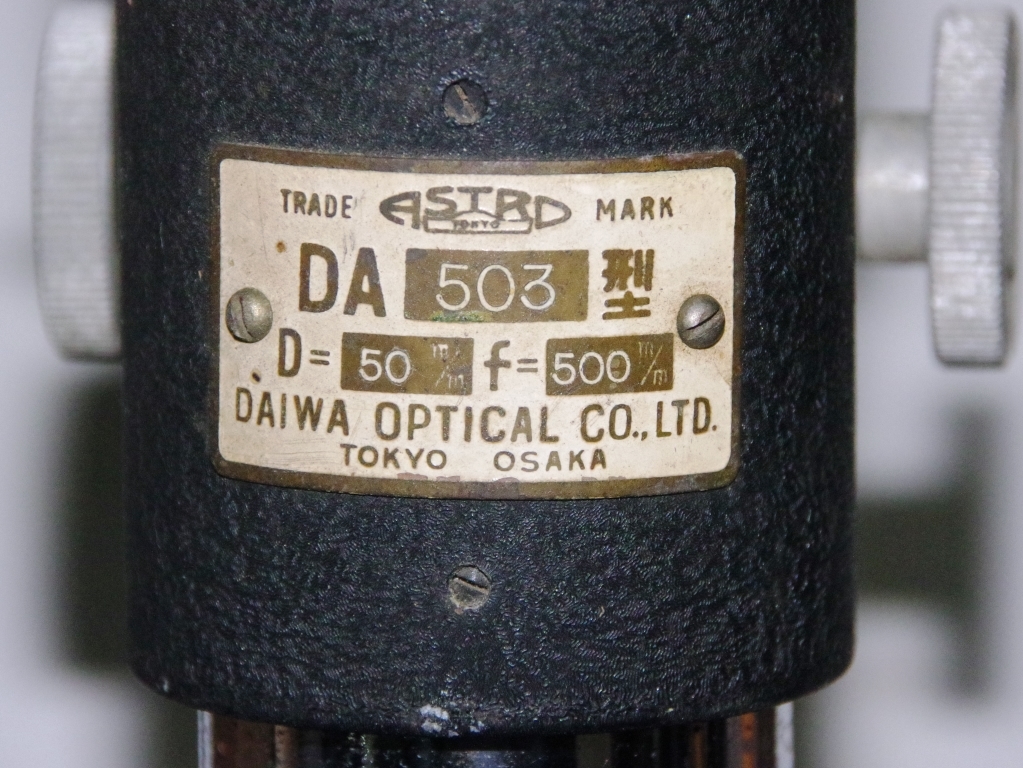 TRADE ASTRO MARK
TOKYO
DA 503 型
D= 50 m/m f= 500 m/m
DAIWA OPTICAL CO., LTD.
TOKYO OSAKA